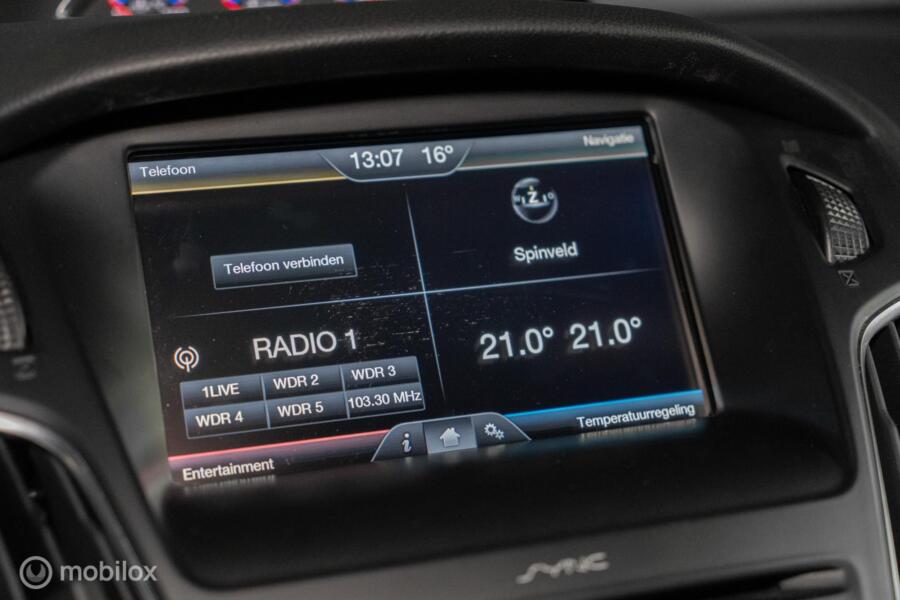 Telefoon
13:07 16°
Navigatie
Telefoon verbinden
Z
Spinveld
RADIO 1
1LIVE WDR 2 WDR 3
WDR 4 WDR 5 103.30 MHz
21.0° 21.0°
Entertainment
i
Temperatuurregeling
SYNC
mobilox